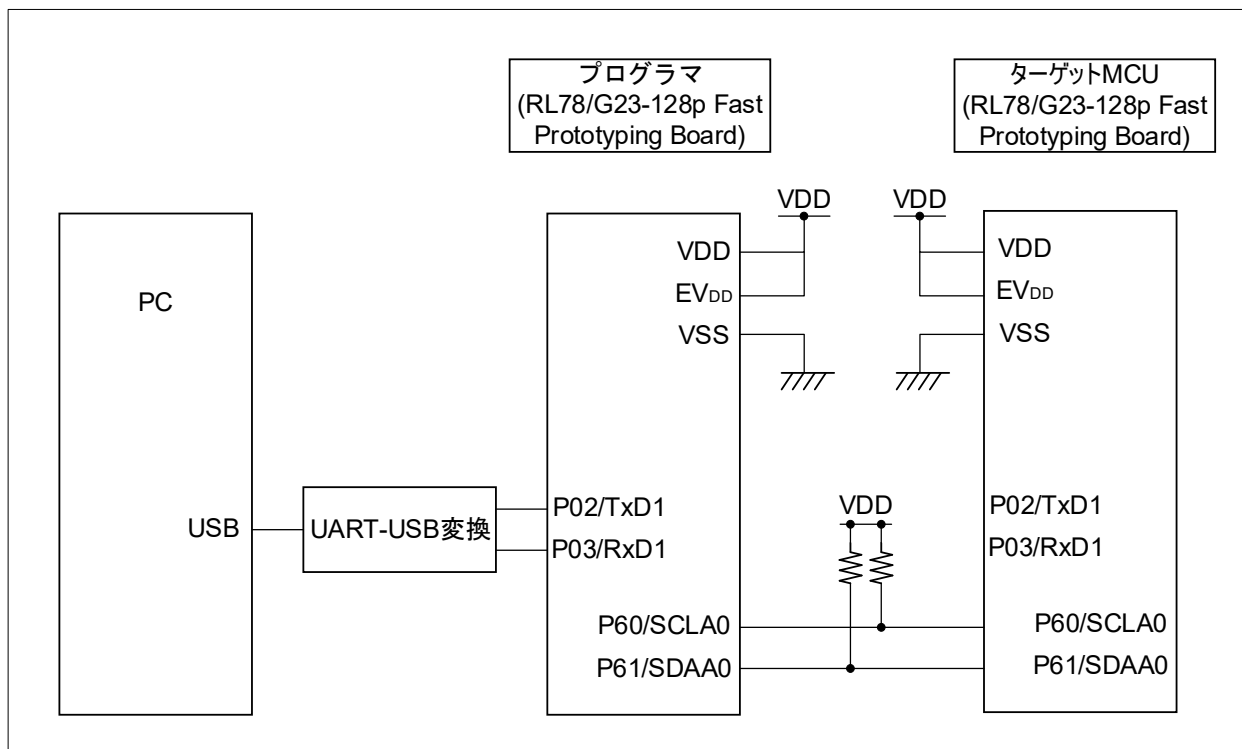 プログラマ
(RL78/G23-128p Fast
Prototyping Board)
ターゲットMCU
(RL78/G23-128p Fast
Prototyping Board)
PC
USB
UART-USB変換
VDD
VDD
EVDD
VSS
P02/TxD1
P03/RxD1
P60/SCLA0
P61/SDAA0
VDD
VDD
VDD
EVDD
VSS
P02/TxD1
P03/RxD1
P60/SCLA0
P61/SDAA0